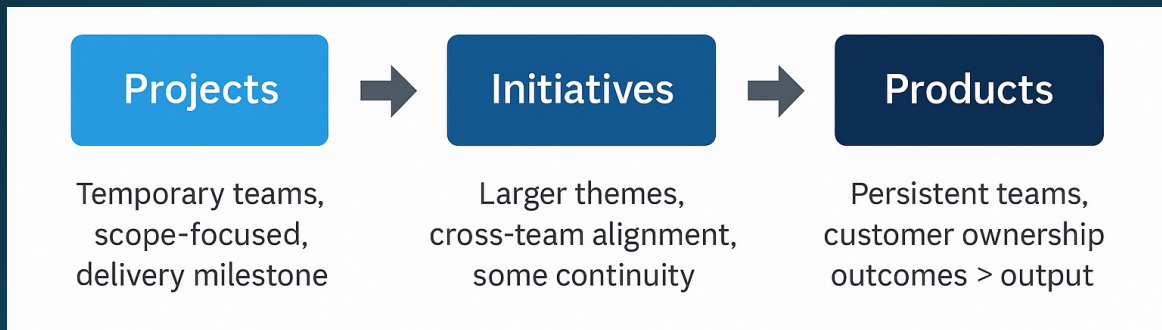 Projects
Temporary teams,
scope-focused,
delivery milestone
Initiatives
Larger themes,
cross-team alignment,
some continuity
Products
Persistent teams,
customer ownership
outcomes > output